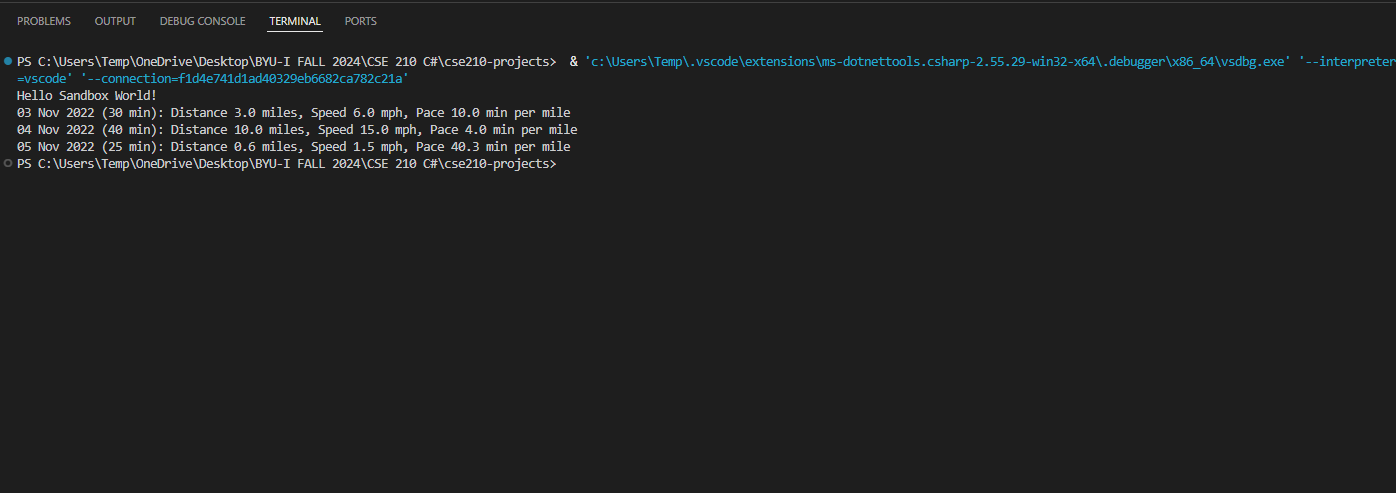 PROBLEMS OUTPUT DEBUG CONSOLE TERMINAL PORTS
PS C:\Users\Temp\OneDrive\Desktop\BYU-I FALL 2024\CSE 210 C#\cse210-projects>  & 'c:\Users\Temp\.vscode\extensions\ms-dotnettools.csharp-2.55.29-win32-x64\.debugger\x86_64\vsdbg.exe' '--interpreter
=vscode' '--connection=f1d4e741d1ad40329eb6682ca782c21a'
Hello Sandbox World!
03 Nov 2022 (30 min): Distance 3.0 miles, Speed 6.0 mph, Pace 10.0 min per mile
04 Nov 2022 (40 min): Distance 10.0 miles, Speed 15.0 mph, Pace 4.0 min per mile
05 Nov 2022 (25 min): Distance 0.6 miles, Speed 1.5 mph, Pace 40.3 min per mile
PS C:\Users\Temp\OneDrive\Desktop\BYU-I FALL 2024\CSE 210 C#\cse210-projects>